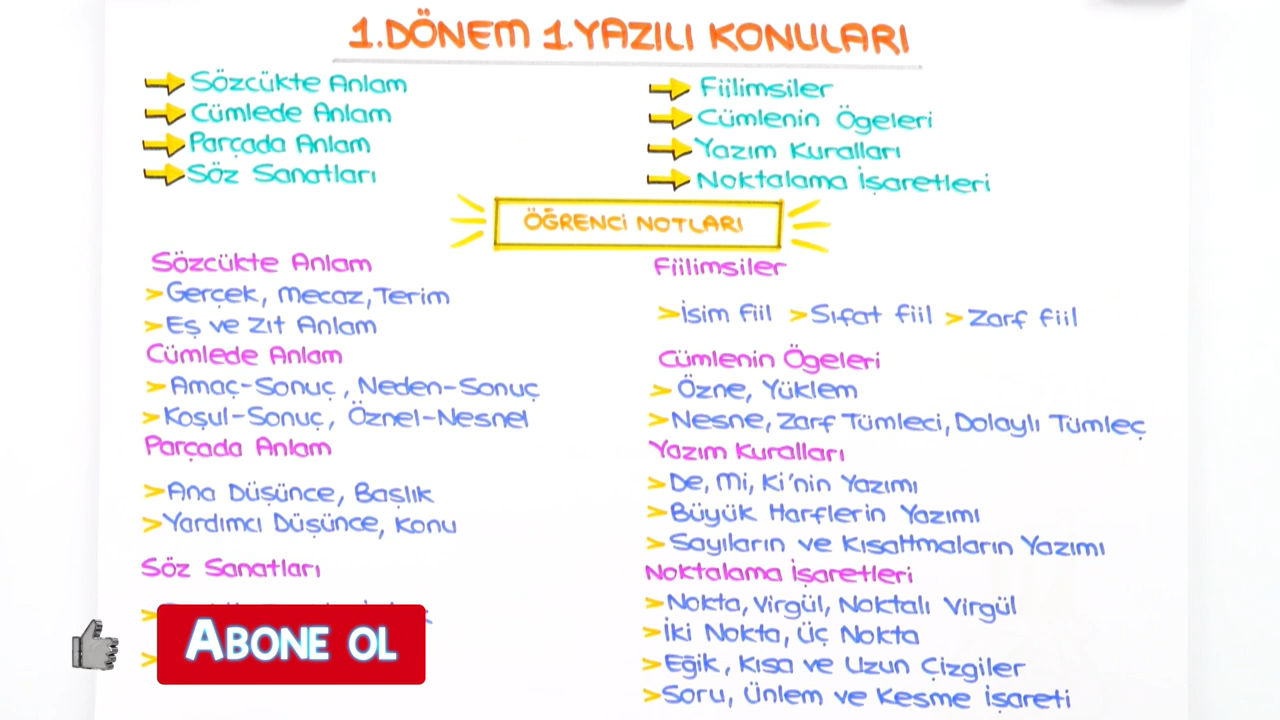 1.DÖNEM 1.YAZILI KONULARI
Sözcükte Anlam
Cümlede Anlam
Parçada Anlam
Söz Sanatları
Fiilimsiler
Cümlenin Ögeleri
Yazım Kuralları
Noktalama İşaretleri
ÖĞRENCİ NOTLARI
Sözcükte Anlam
>Gerçek, Mecaz, Terim
>Eş ve Zıt Anlam
Cümlede Anlam
>Amaç-Sonuç, Neden-Sonuç
>Koşul-Sonuç, Öznel-Nesnel
Parçada Anlam
>Ana Düşünce, Başlık
>Yardımcı Düşünce, Konu
Söz Sanatları
ABONE OL
Fiilimsiler
>İsim Fiil >Sıfat fiil >Zarf fiil
Cümlenin Ögeleri
>Özne, Yüklem
>Nesne, Zarf Tümleci, Dolaylı Tümleç
Yazım Kuralları
>De, Mi, Ki'nin Yazımı
>Büyük Harflerin Yazımı
>Sayıların ve Kısaltmaların Yazımı
Noktalama İşaretleri
>Nokta, Virgül, Noktalı Virgül
>İki Nokta, Üç Nokta
>Eğik, Kısa ve Uzun Çizgiler
>Soru, Ünlem ve Kesme İşareti